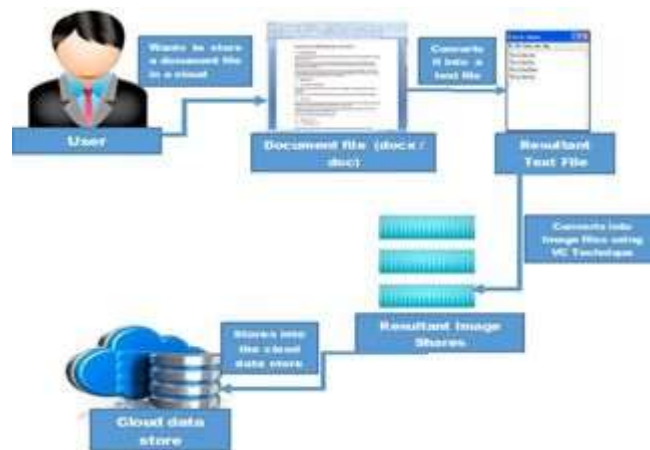 Wants to store
a document file
in a cloud
Converts
it into a
text file
User
Document file (docx /
doc)
Resultant
Text File
Converts into
Image files using
VC Technique
Resultant Image
Shares
Stores into
the cloud
data store
Cloud data
store